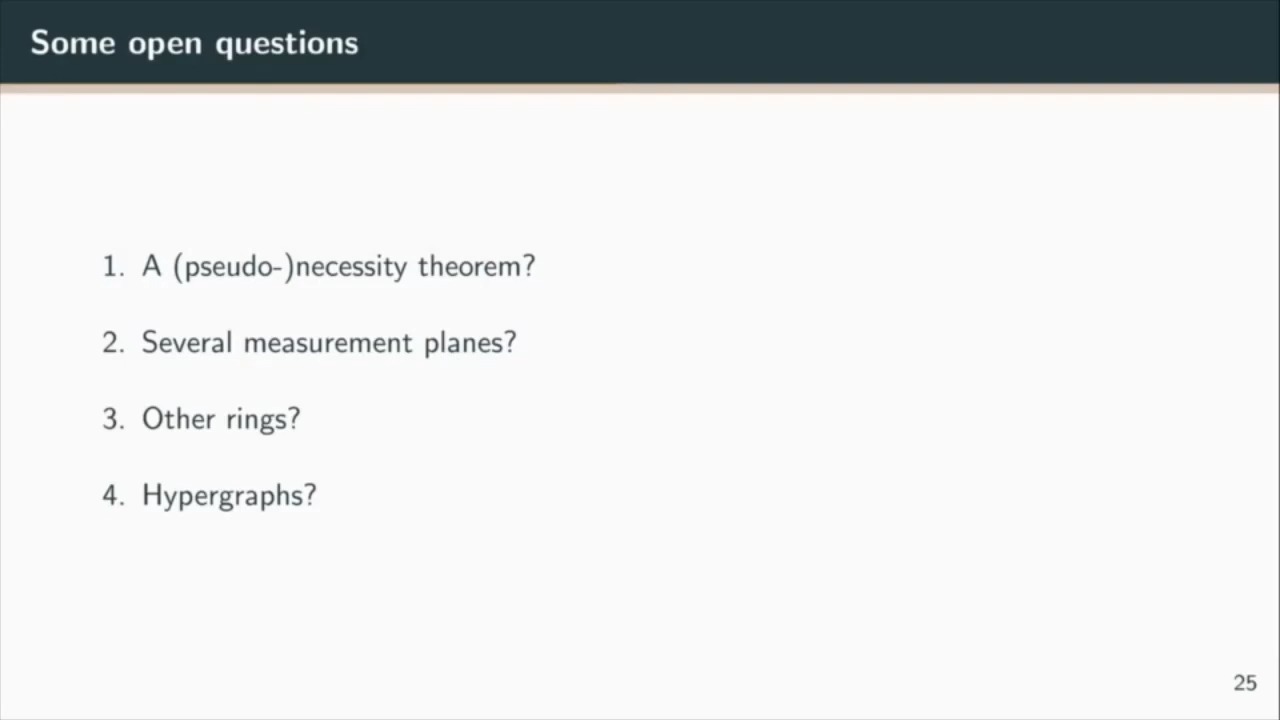 Some open questions
1. A (pseudo-)necessity theorem?
2. Several measurement planes?
3. Other rings?
4. Hypergraphs?
25